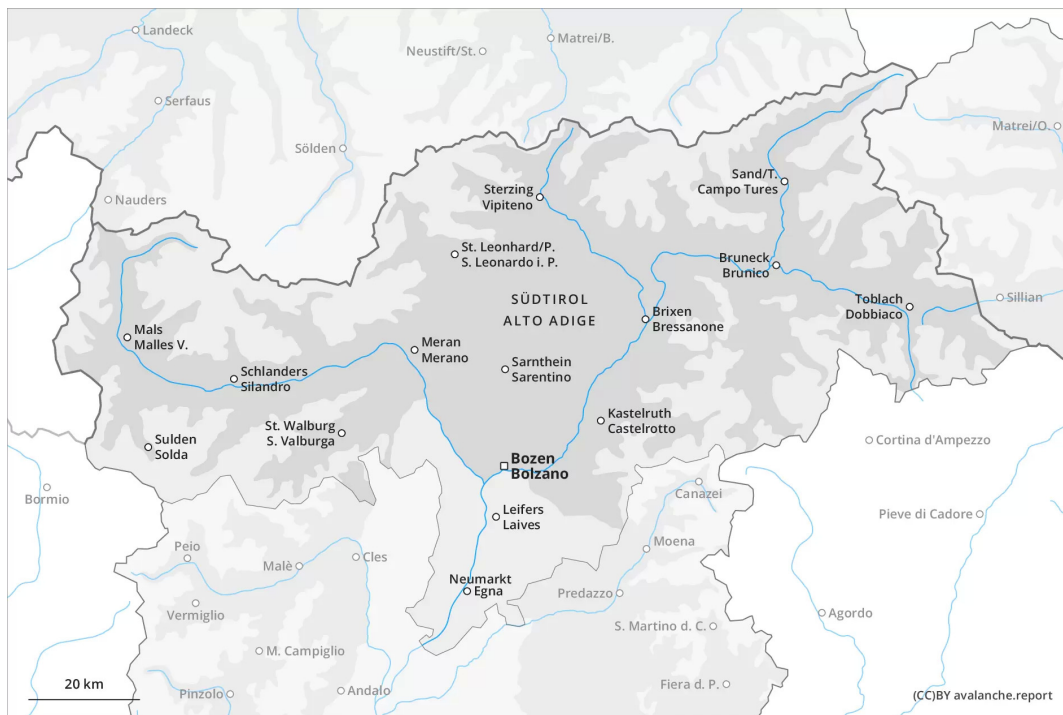 Landeck
Matrei/B.
Neustift/St.
Serfaus
Matrei/O.
Sölden
Sand/T.
Campo Tures
Sterzing
Vipiteno
Nauders
St. Leonhard/P.
S. Leonardo i. P.
Bruneck
Brunico
SÜDTIROL
ALTO ADIGE
Toblach
Dobbiaco
Sillian
Brixen
Bressanone
Mals
Malles V.
Meran
Merano
Sarnthein
Sarentino
Schlanders
Silandro
Kastelruth
Castelrotto
St. Walburg
S. Valburga
Sulden
Solda
Cortina d'Ampezzo
Bozen
Bolzano
Bormio
Canazei
Leifers
Laives
Pieve di Cadore
Moena
Peio
Malè
Cles
Neumarkt
Egna
Predazzo
Vermiglio
Agordo
S. Martino d. C.
M. Campiglio
20 km
Pinzolo
Andalo
Fiera d. P.
(CC)BY avalanche.report